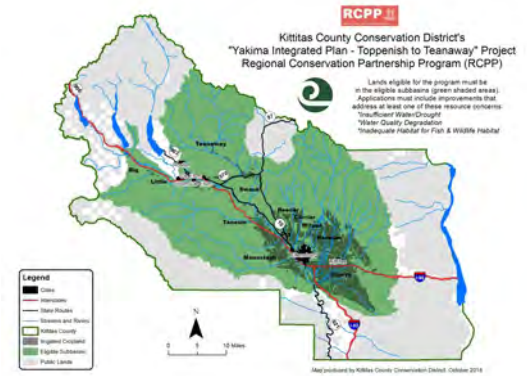 RCPP
Kittitas County Conservation District's
"Yakima Integrated Plan - Toppenish to Teanaway" Project
Regional Conservation Partnership Program (RCPP)
Lands eligible for the program must be
in the eligible subbasins (green shaded areas).
Applications must include improvements that
address at least one of these resource concerns:
*Insufficient Water/Drought
*Water Quality Degradation
*Inadequate Habitat for Fish & Wildlife Habitat
Teanaway
Big
Little
Swauk
Taneum
Manastash
Cherry
Legend
Cities
Interstates
State Routes
Streams and Rivers
Kittitas County
Irrigated Cropland
Eligible Subbasins
Public Lands
N
0 5 10 Miles
Map produced by Kittitas County Conservation District, October 2016